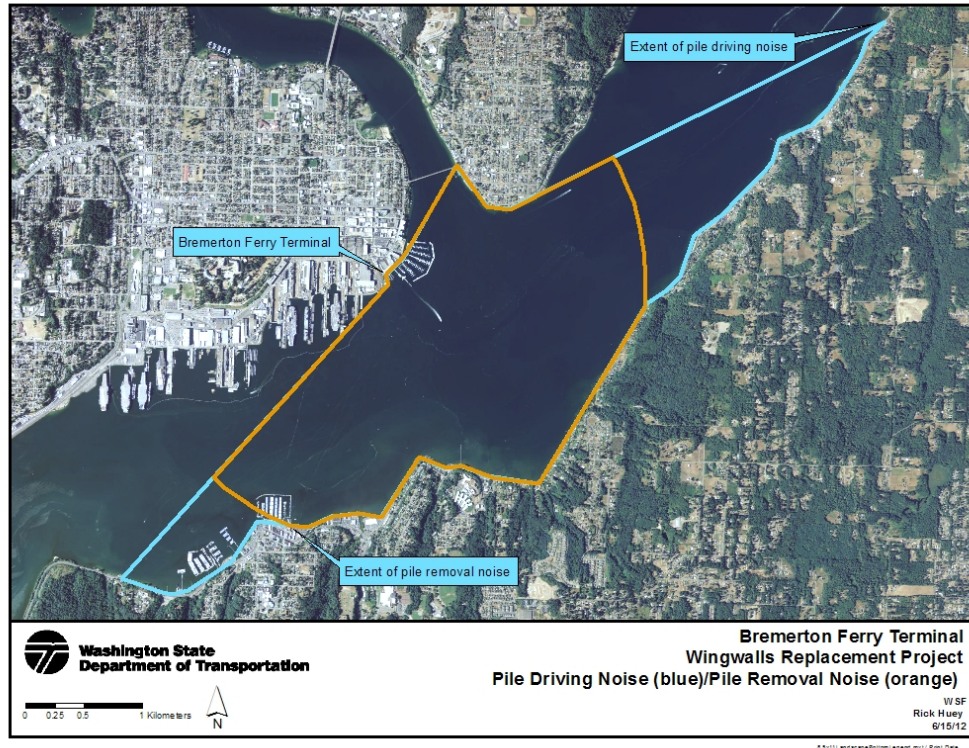 Extent of pile driving noise
Bremerton Ferry Terminal
Extent of pile removal noise
Washington State
Department of Transportation
0 0.25 0.5 1 Kilometers
N
Bremerton Ferry Terminal
Wingwalls Replacement Project
Pile Driving Noise (blue)/Pile Removal Noise (orange)
WSF
Rick Huey
6/15/12